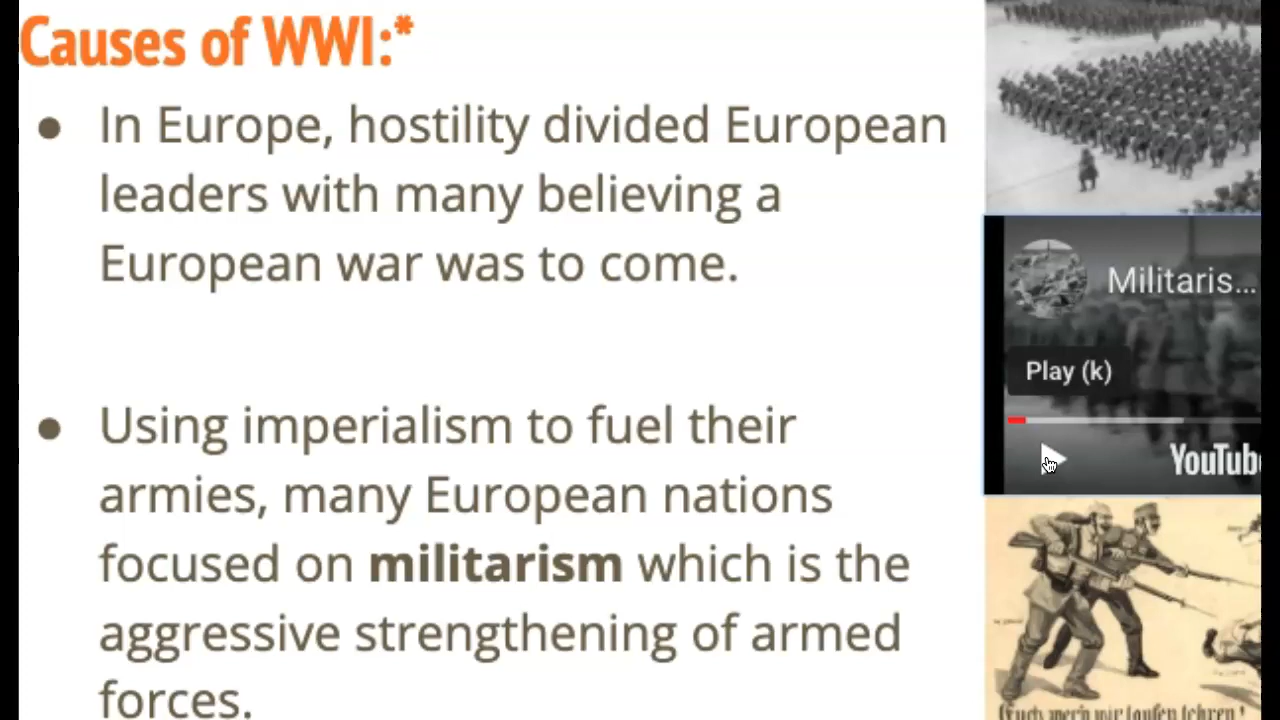 Causes of WWI:*
● In Europe, hostility divided European
leaders with many believing a
European war was to come.
● Using imperialism to fuel their
armies, many European nations
focused on militarism which is the
aggressive strengthening of armed
forces.
Militaris...
Play (k)
YouTube